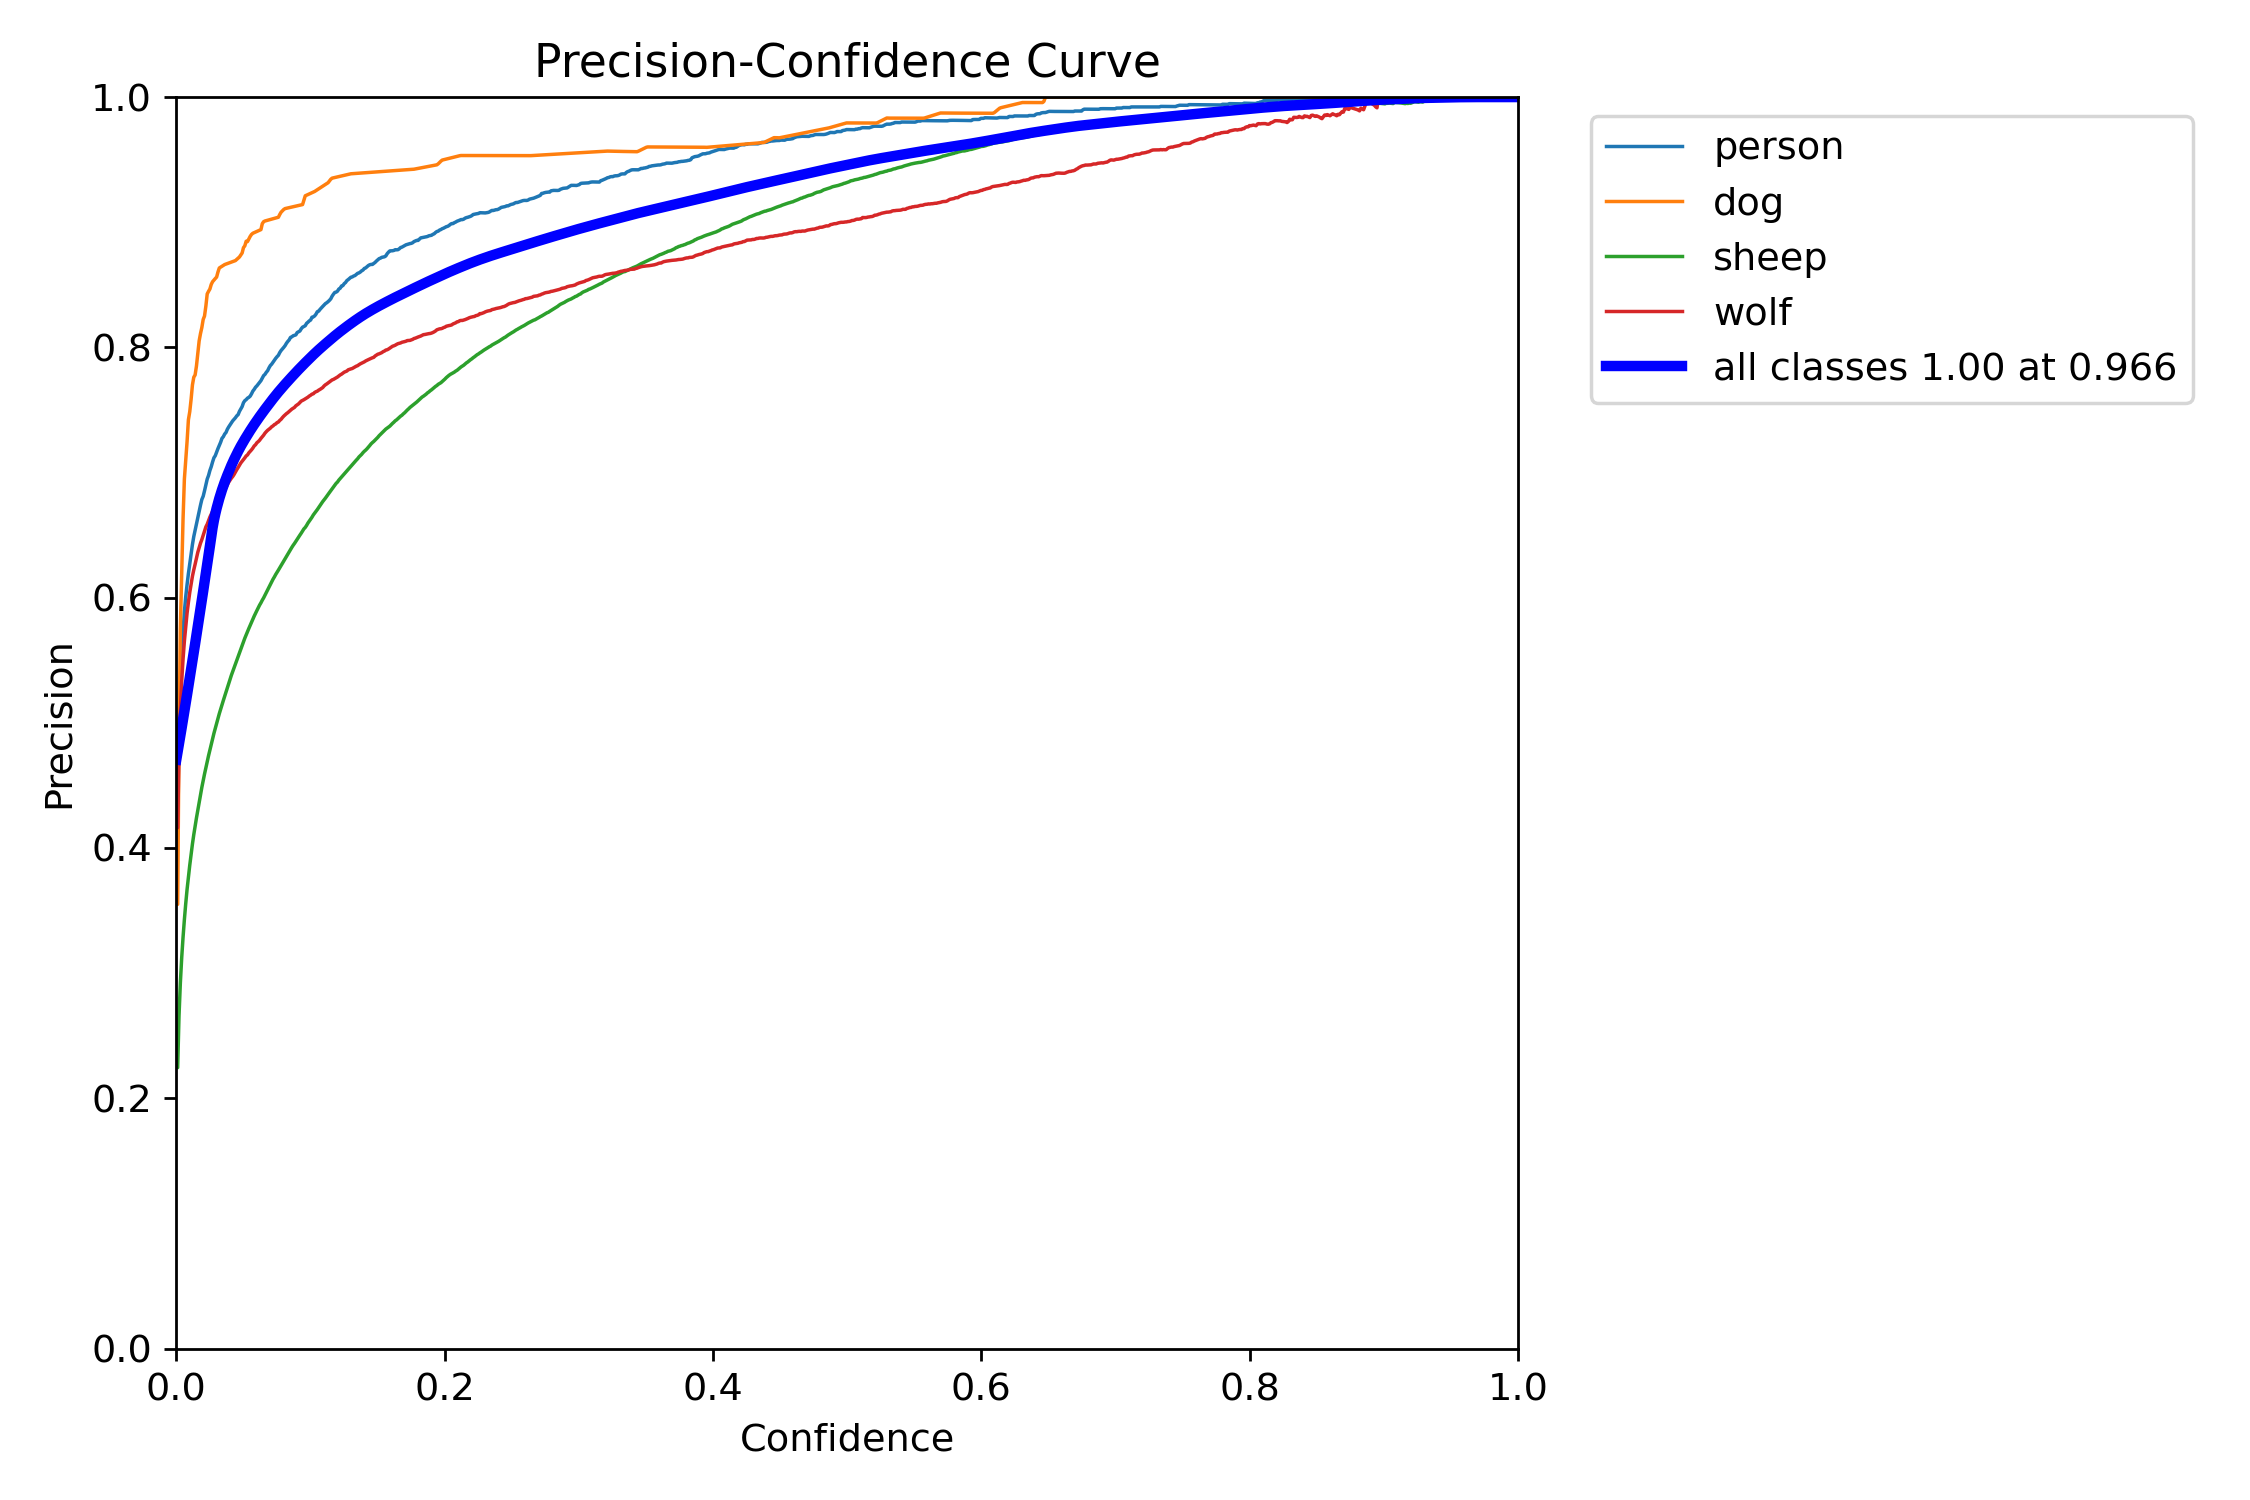 Precision-Confidence Curve
1.0
0.8
0.6
0.4
0.2
0.0
Precision
0.0 0.2 0.4 0.6 0.8 1.0
Confidence
person
dog
sheep
wolf
all classes 1.00 at 0.966